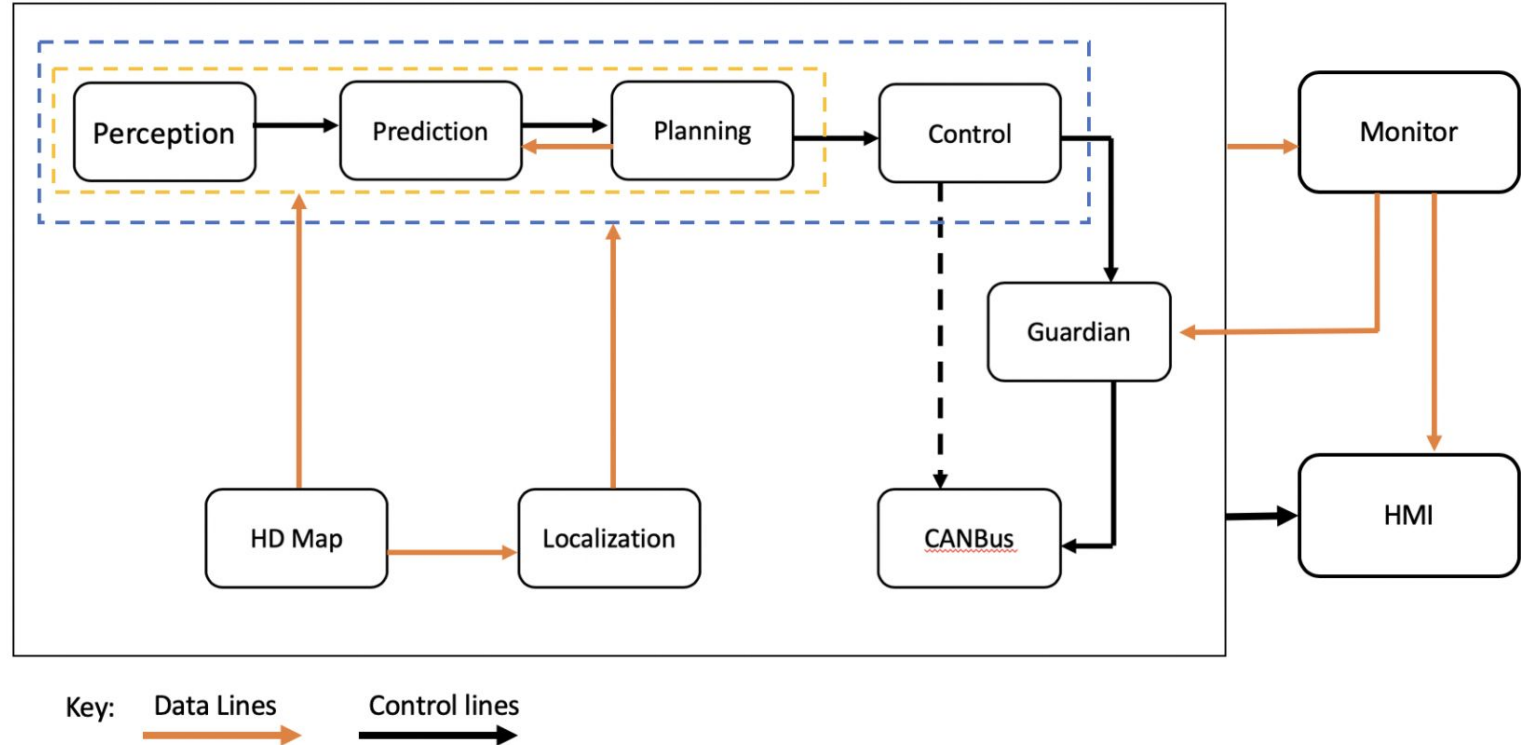 Perception
Prediction
Planning
Control
Monitor
Guardian
HD Map
Localization
CANBus
HMI
Key:
Data Lines
Control lines